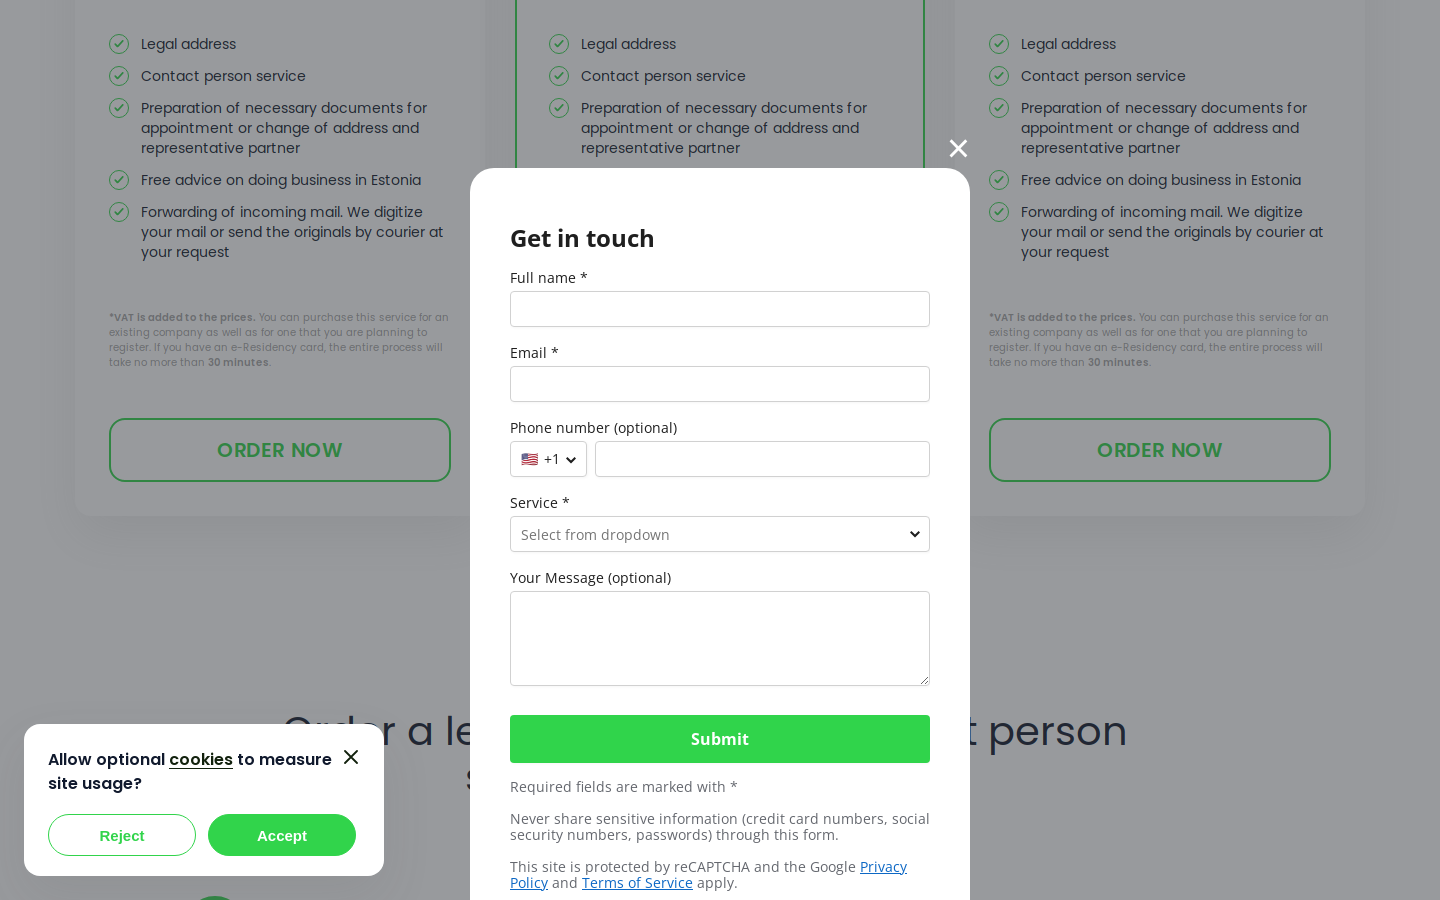 Legal address
Contact person service
Preparation of necessary documents for
appointment or change of address and
representative partner
Free advice on doing business in Estonia
Forwarding of incoming mail. We digitize
your mail or send the originals by courier at
your request
*VAT is added to the prices. You can purchase this service for an
existing company as well as for one that you are planning to
register. If you have an e-Residency card, the entire process will
take no more than 30 minutes.
ORDER NOW
Legal address
Contact person service
Preparation of necessary documents for
appointment or change of address and
representative partner
Legal address
Contact person service
Preparation of necessary documents for
appointment or change of address and
representative partner
Free advice on doing business in Estonia
Forwarding of incoming mail. We digitize
your mail or send the originals by courier at
your request
*VAT is added to the prices. You can purchase this service for an
existing company as well as for one that you are planning to
register. If you have an e-Residency card, the entire process will
take no more than 30 minutes.
ORDER NOW
Get in touch
Full name *
Email *
Phone number (optional)
+1
Service *
Select from dropdown
Your Message (optional)
Submit
Required fields are marked with *
Never share sensitive information (credit card numbers, social
security numbers, passwords) through this form.
This site is protected by reCAPTCHA and the Google Privacy
Policy and Terms of Service apply.
Order a le
t person
Allow optional cookies to measure
site usage?
Reject
Accept